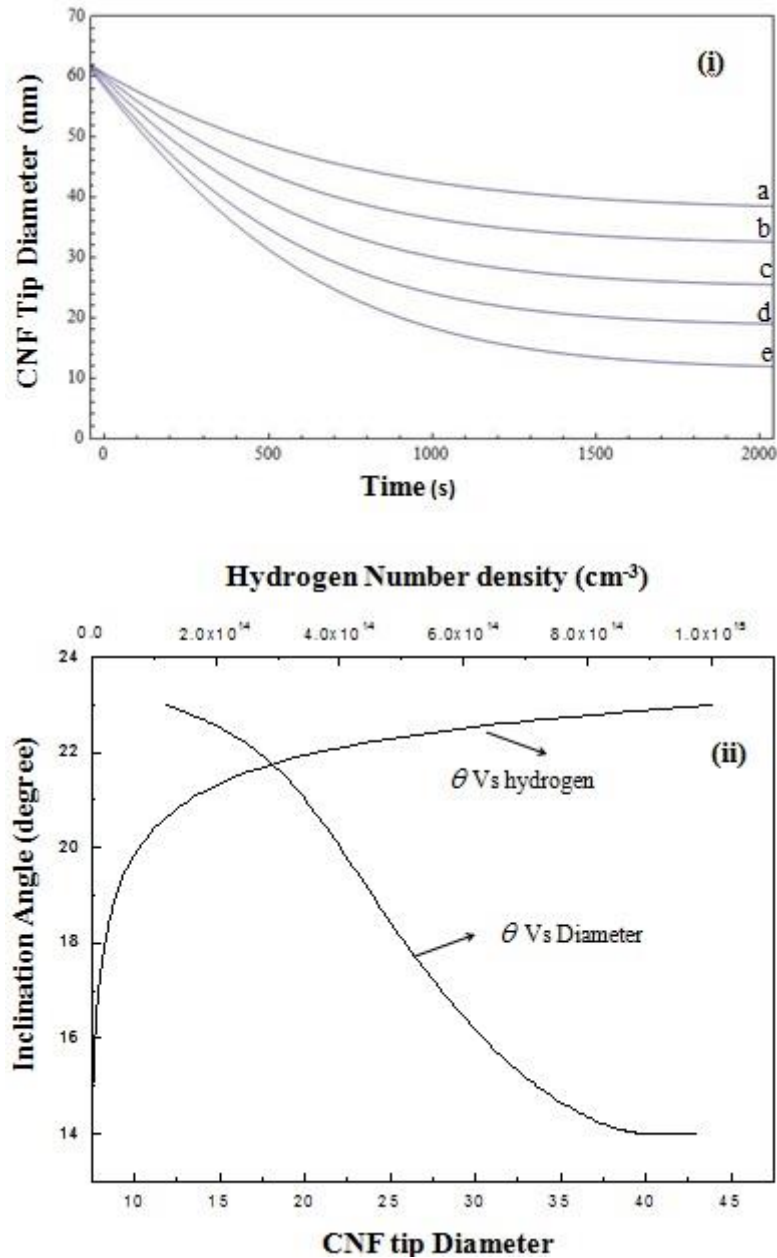 70
60
50
40
30
20
10
0
CNF Tip Diameter (nm)
(i)
a
b
c
d
e
0 500 1000 1500 2000
Time (s)
Hydrogen Number density (cm-3)
0.0 2.0x10^14 4.0x10^14 6.0x10^14 8.0x10^14 1.0x10^15
24
22
20
18
16
14
Inclination Angle (degree)
(ii)
θ Vs hydrogen
θ Vs Diameter
10 15 20 25 30 35 40 45
CNF tip Diameter